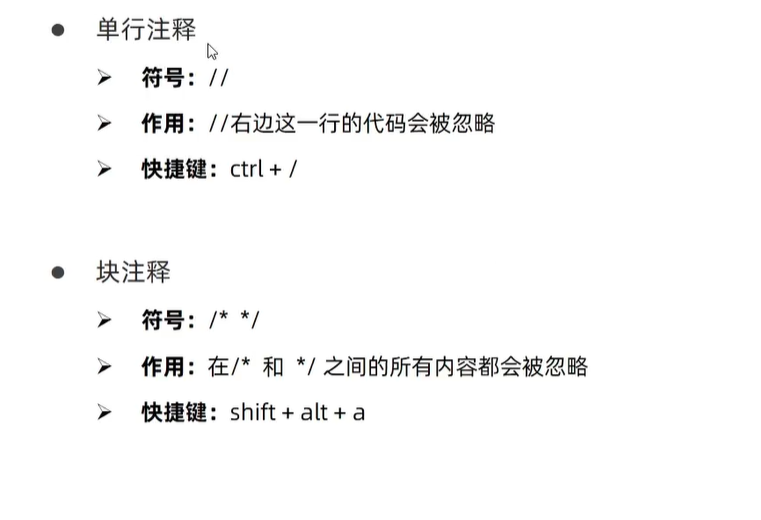 单行注释
符号：//
作用：//右边这一行的代码会被忽略
快捷键：ctrl + /
块注释
符号：/* */
作用：在/* 和 */ 之间的所有内容都会被忽略
快捷键：shift + alt + a